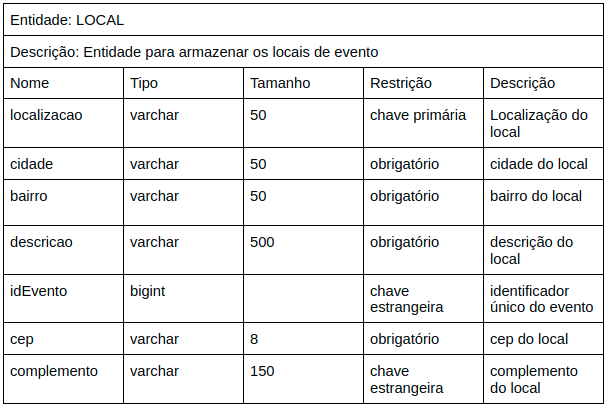 Entidade: LOCAL
Descrição: Entidade para armazenar os locais de evento
Nome Tipo Tamanho Restrição Descrição
localizacao varchar 50 chave primária Localização do local
cidade varchar 50 obrigatório cidade do local
bairro varchar 50 obrigatório bairro do local
descricao varchar 500 obrigatório descrição do local
idEvento bigint chave estrangeira identificador único do evento
cep varchar 8 obrigatório cep do local
complemento varchar 150 chave estrangeira complemento do local